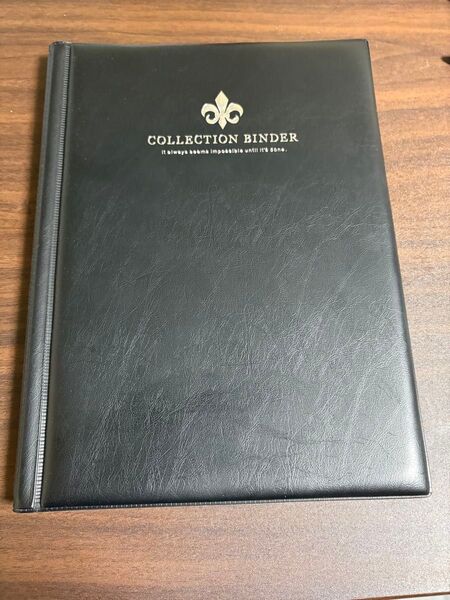 COLLECTION BINDER
it always seems impossible until it's done.